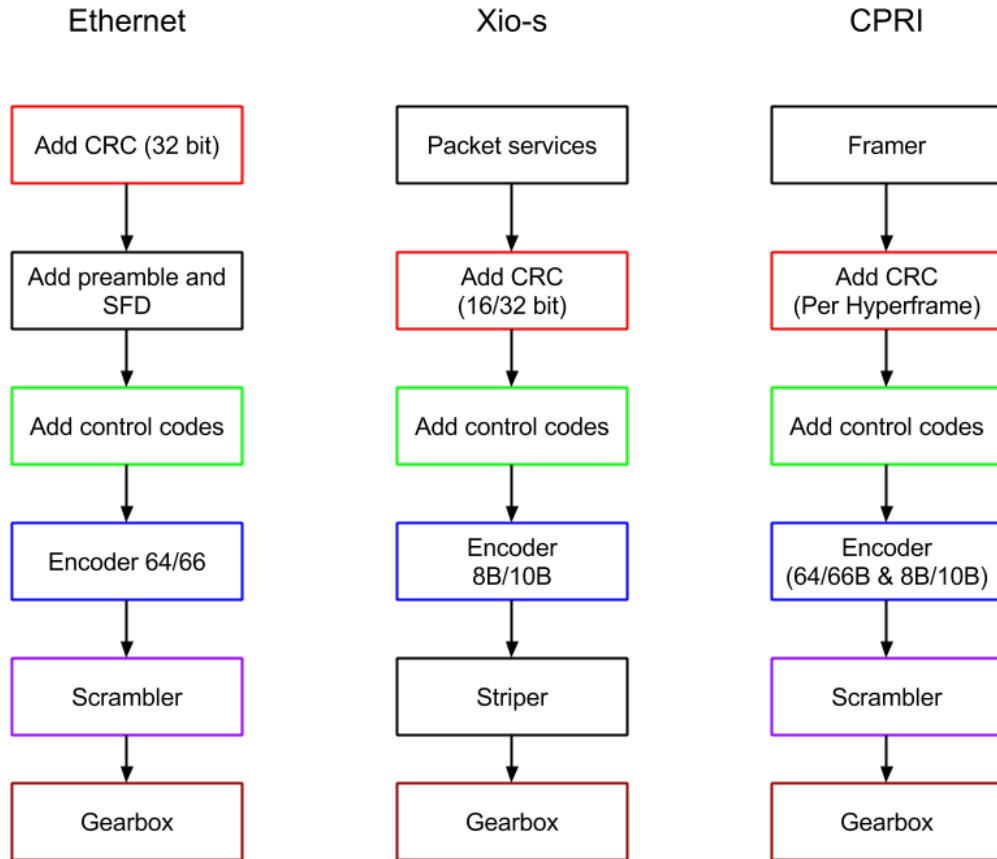 Ethernet
Xio-s
CPRI
Add CRC (32 bit)
Packet services
Framer
Add preamble and
SFD
Add CRC
(16/32 bit)
Add CRC
(Per Hyperframe)
Add control codes
Add control codes
Add control codes
Encoder 64/66
Encoder
8B/10B
Encoder
(64/66B & 8B/10B)
Scrambler
Striper
Scrambler
Gearbox
Gearbox
Gearbox